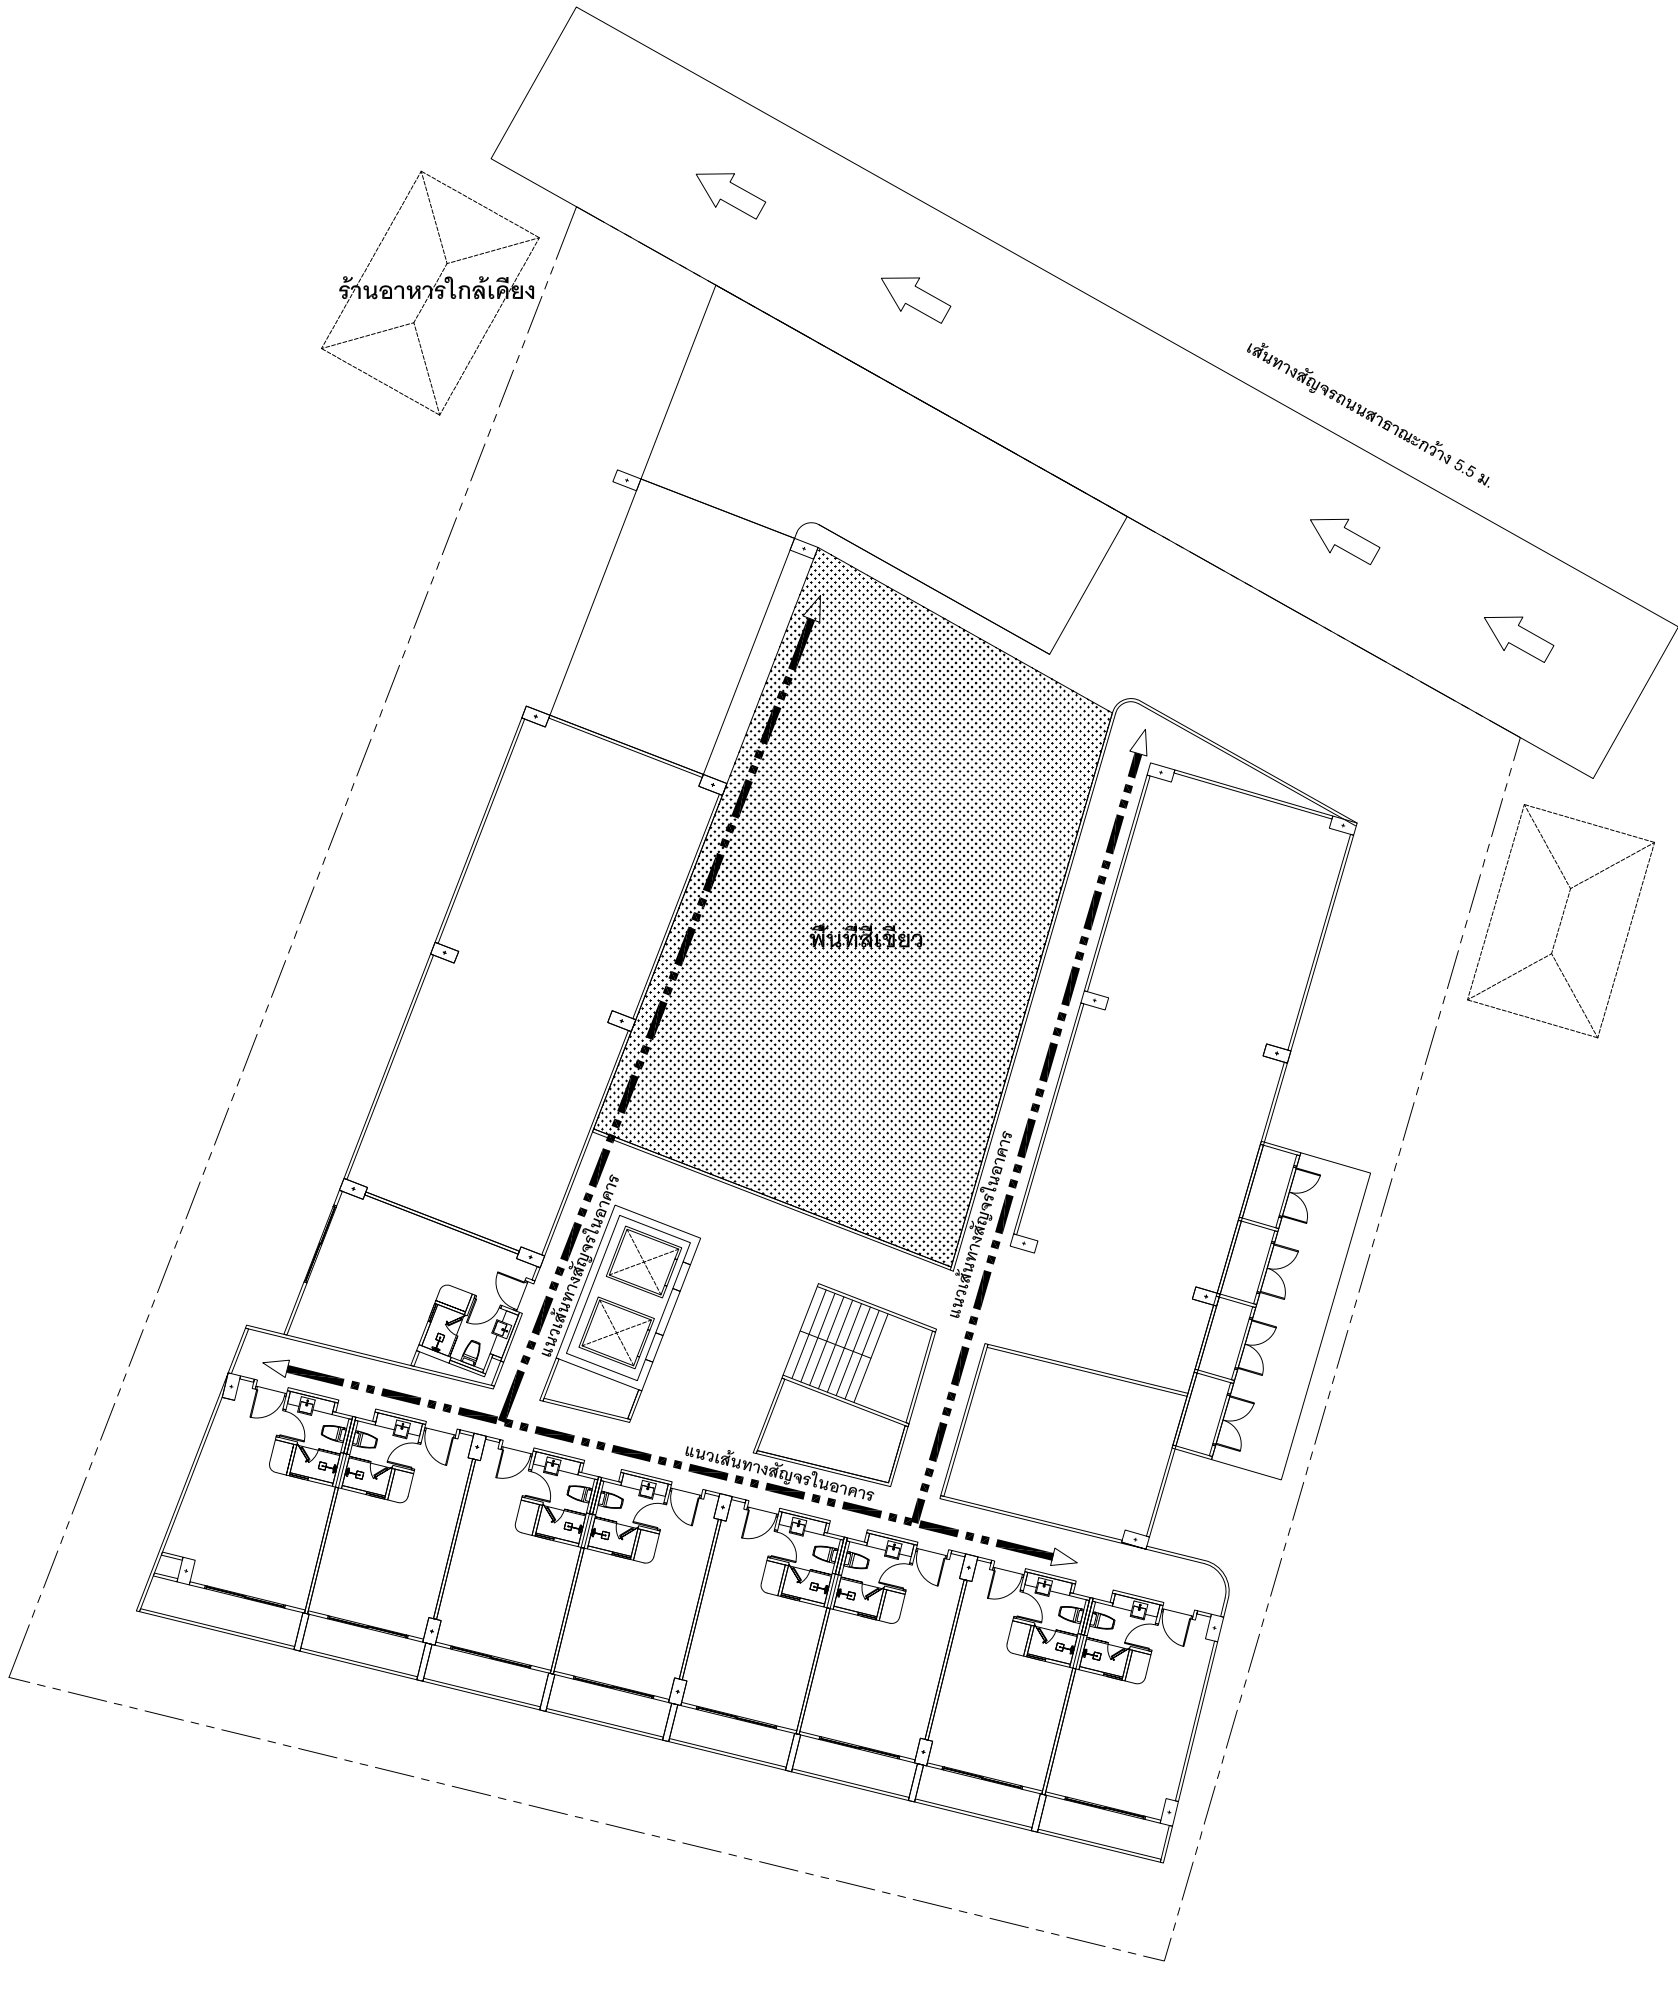 ร้านอาหารใกล้เคียง
เส้นทางสัญจรถนนสาธาณะกว้าง 5.5 ม.
พื้นที่สีเขียว
แนวเส้นทางสัญจรในอาคาร
แนวเส้นทางสัญจรในอาคาร
แนวเส้นทางสัญจรในอาคาร